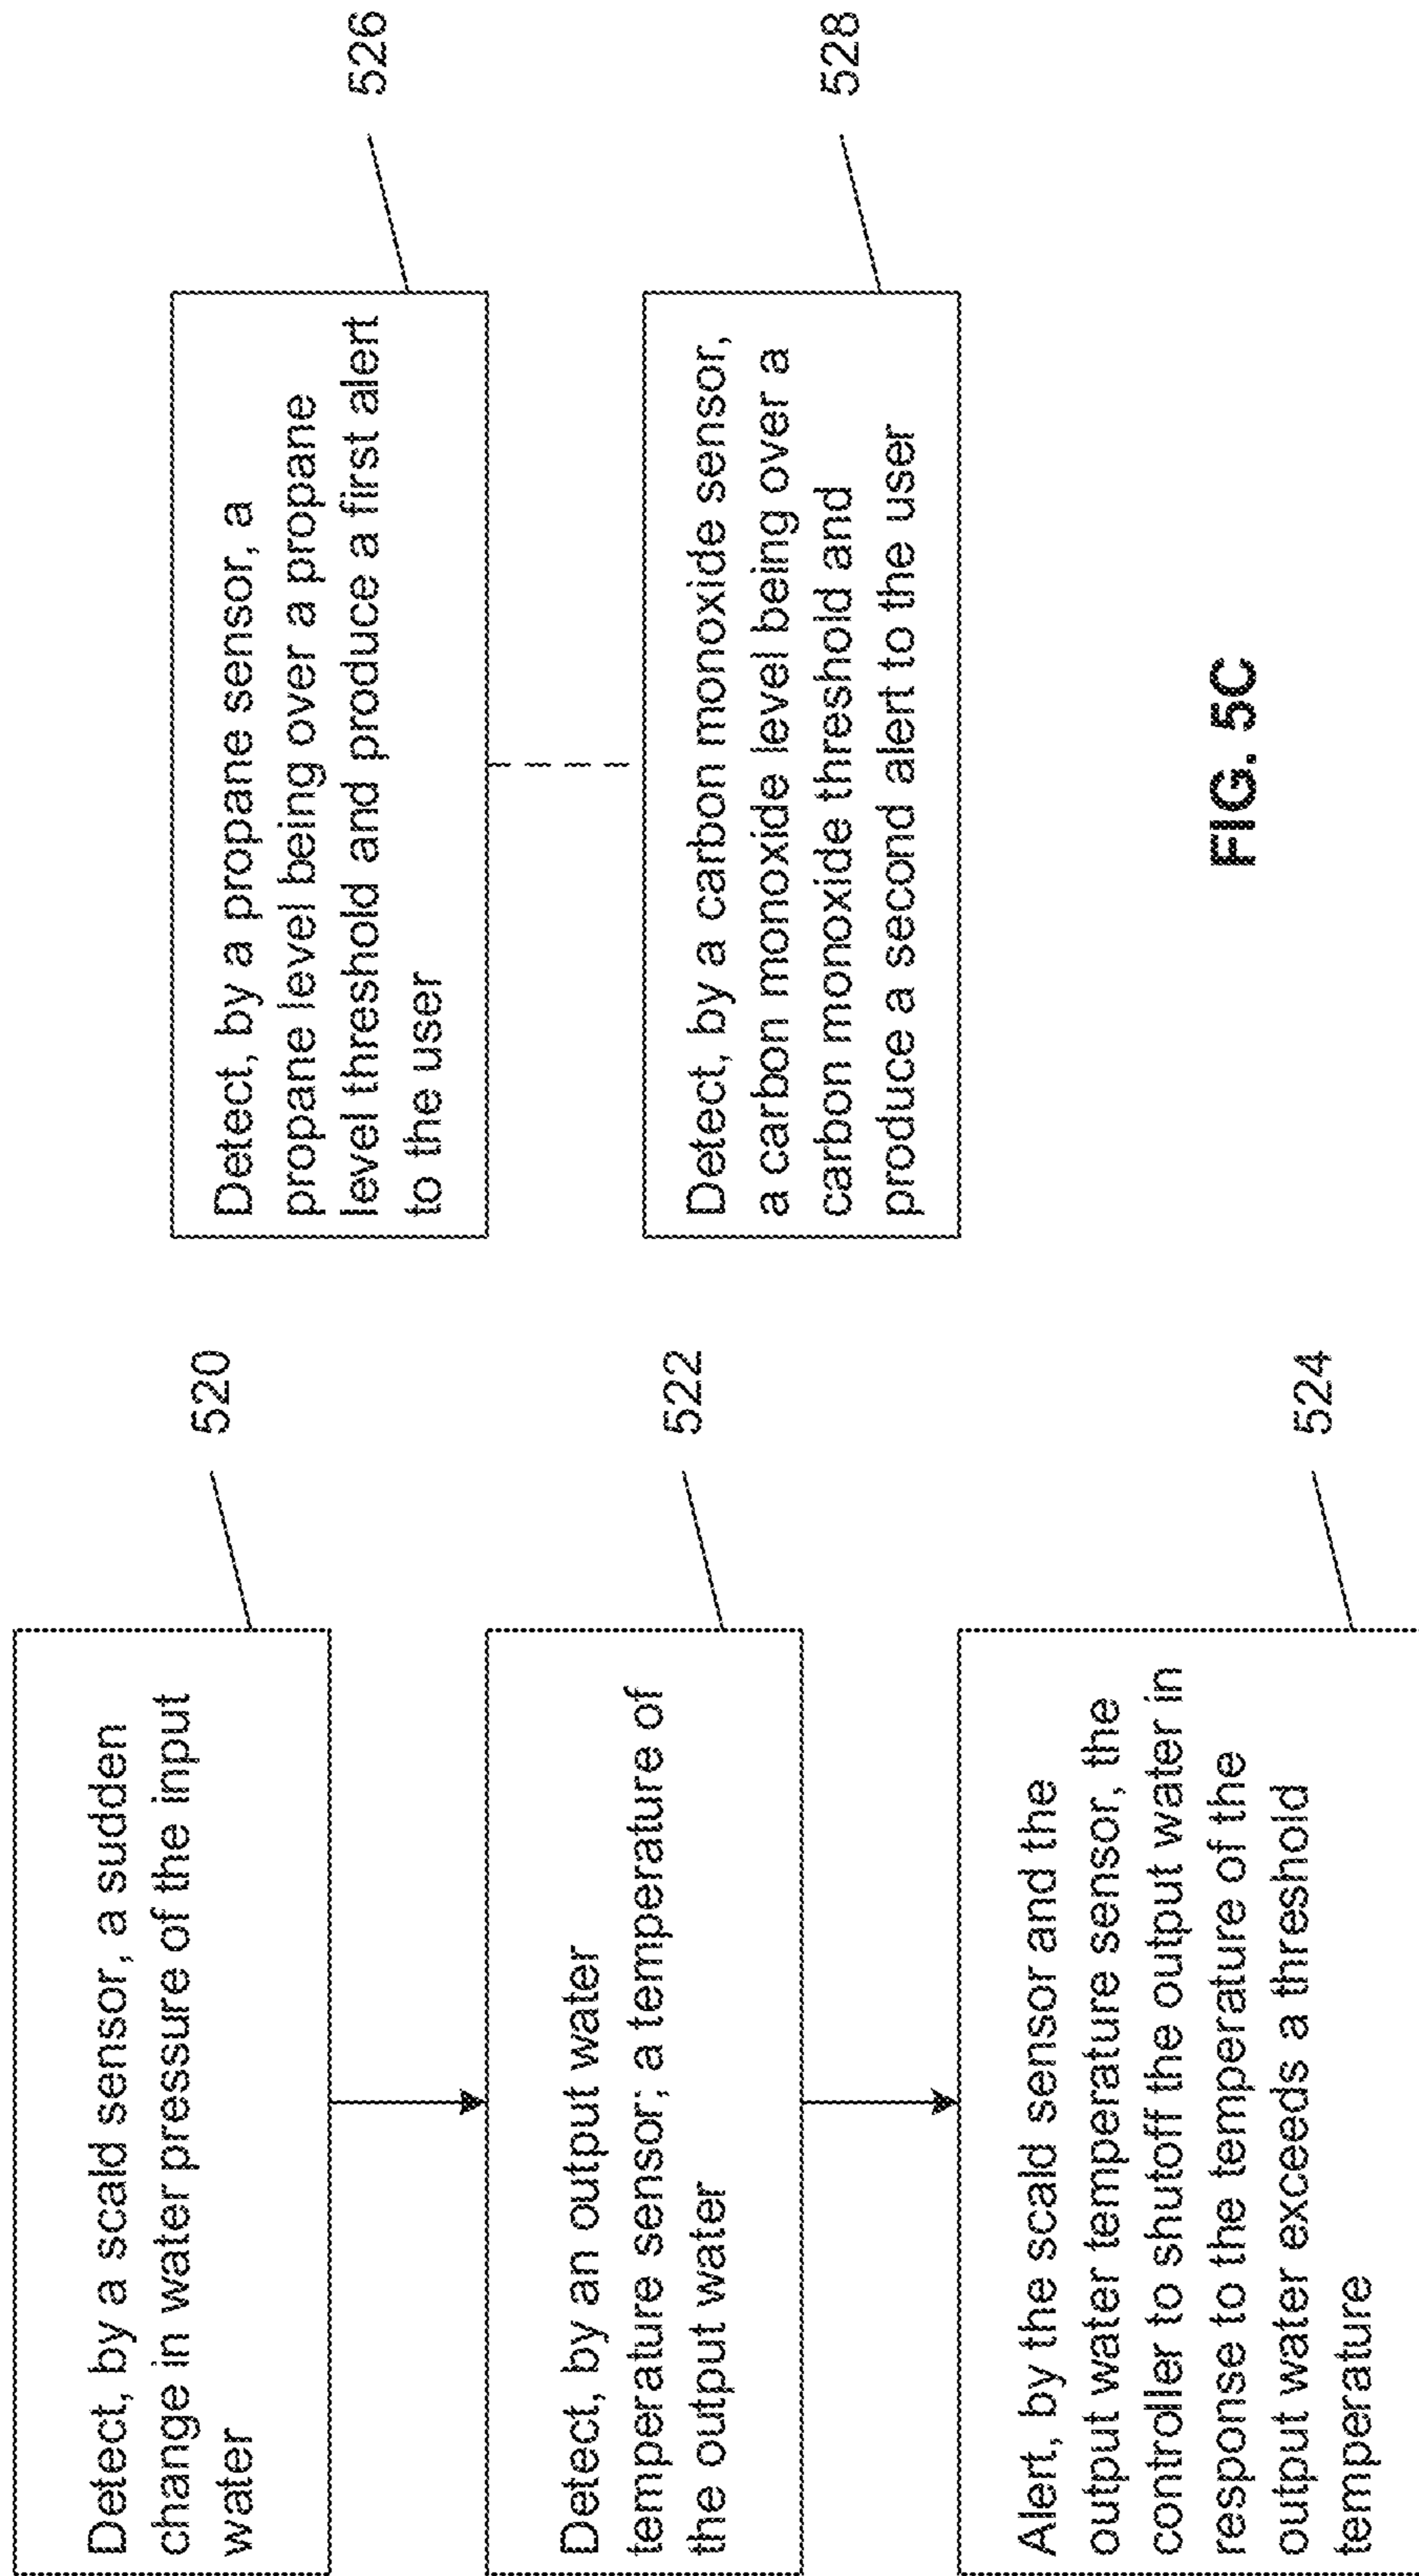 Detect, by a scald sensor, a sudden
change in water pressure of the input
water
520
Detect, by an output water
temperature sensor; a temperature of
the output water
522
Alert, by the scald sensor and the
output water temperature sensor, the
controller to shutoff the output water in
response to the temperature of the
output water exceeds a threshold
temperature
524
Detect, by a propane sensor, a
propane level being over a propane
level threshold and produce a first alert
to the user
526
Detect, by a carbon monoxide sensor,
a carbon monoxide level being over a
carbon monoxide threshold and
produce a second alert to the user
528
FIG. 5C